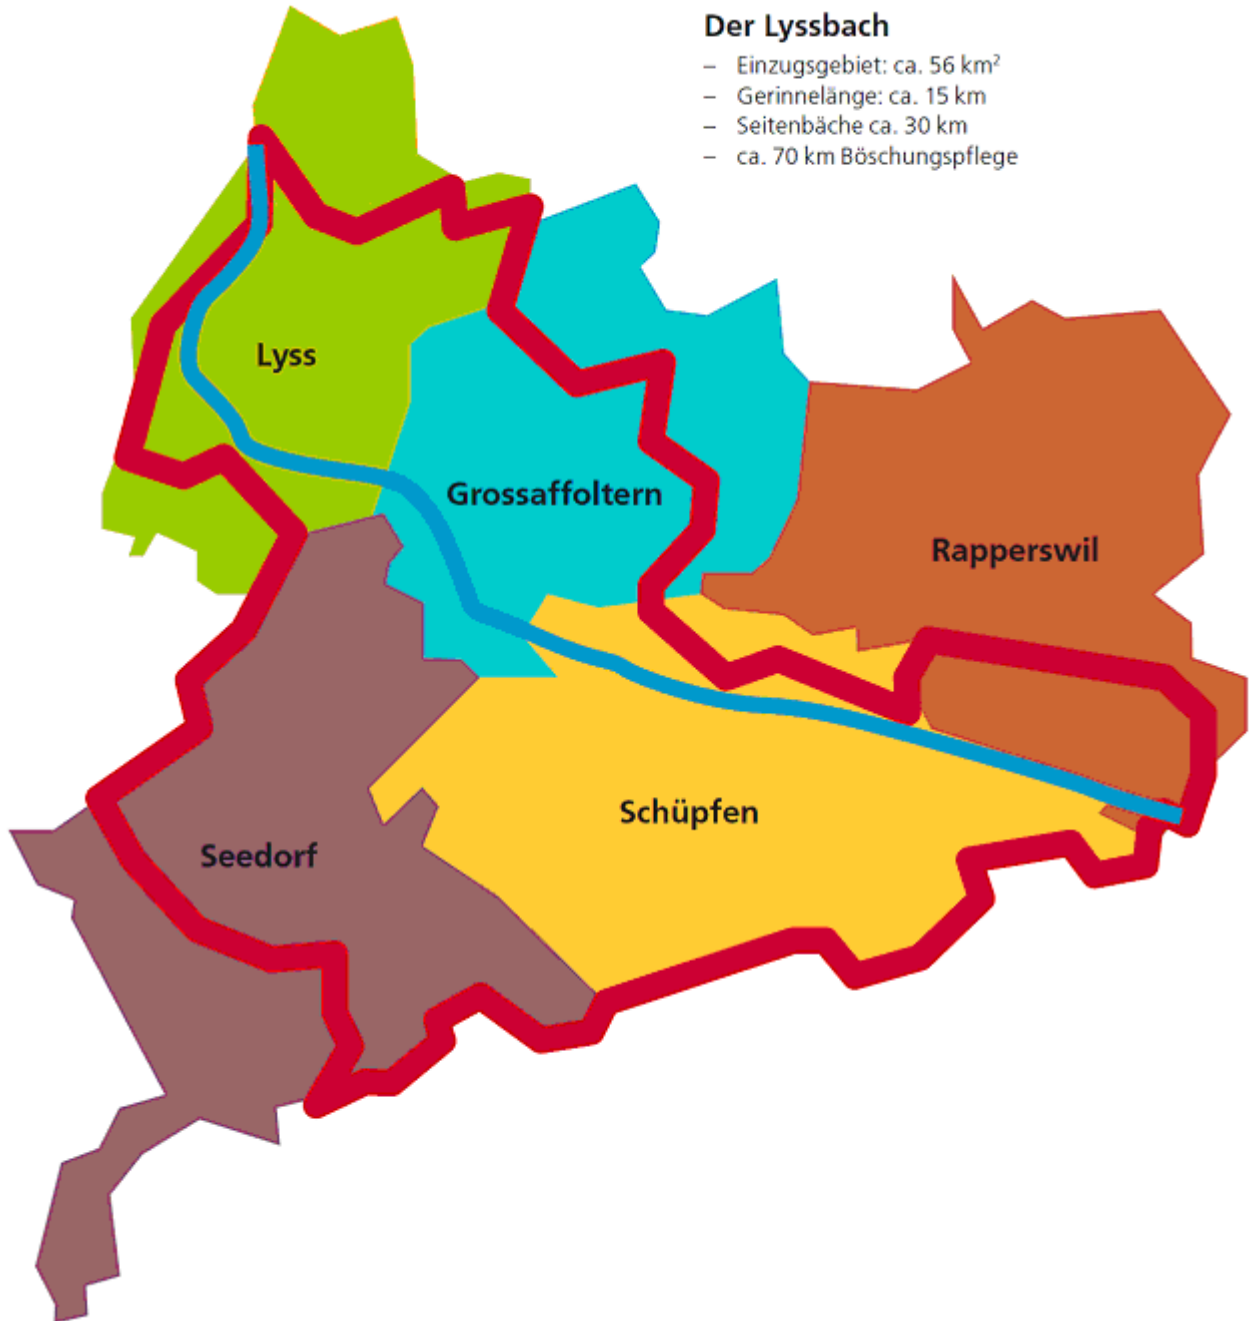 Der Lyssbach
– Einzugsgebiet: ca. 56 km²
– Gerinnelänge: ca. 15 km
– Seitenbäche ca. 30 km
– ca. 70 km Böschungspflege
Lyss
Grossaffoltern
Rapperswil
Schüpfen
Seedorf